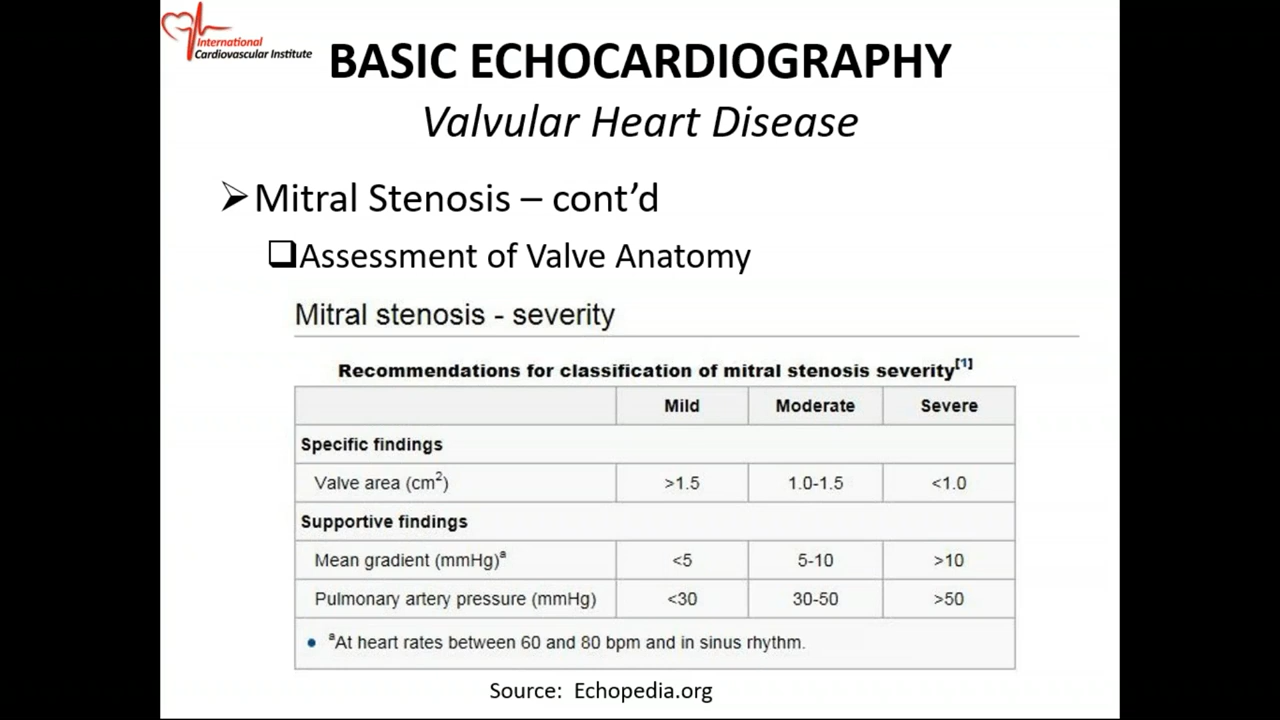 International
Cardiovascular Institute
BASIC ECHOCARDIOGRAPHY
Valvular Heart Disease
➢Mitral Stenosis – cont’d
❑Assessment of Valve Anatomy
Mitral stenosis - severity
Recommendations for classification of mitral stenosis severity[1]
Mild Moderate Severe
Specific findings
Valve area (cm²) >1.5 1.0-1.5 <1.0
Supportive findings
Mean gradient (mmHg)ª <5 5-10 >10
Pulmonary artery pressure (mmHg) <30 30-50 >50
• ªAt heart rates between 60 and 80 bpm and in sinus rhythm.
Source: Echopedia.org